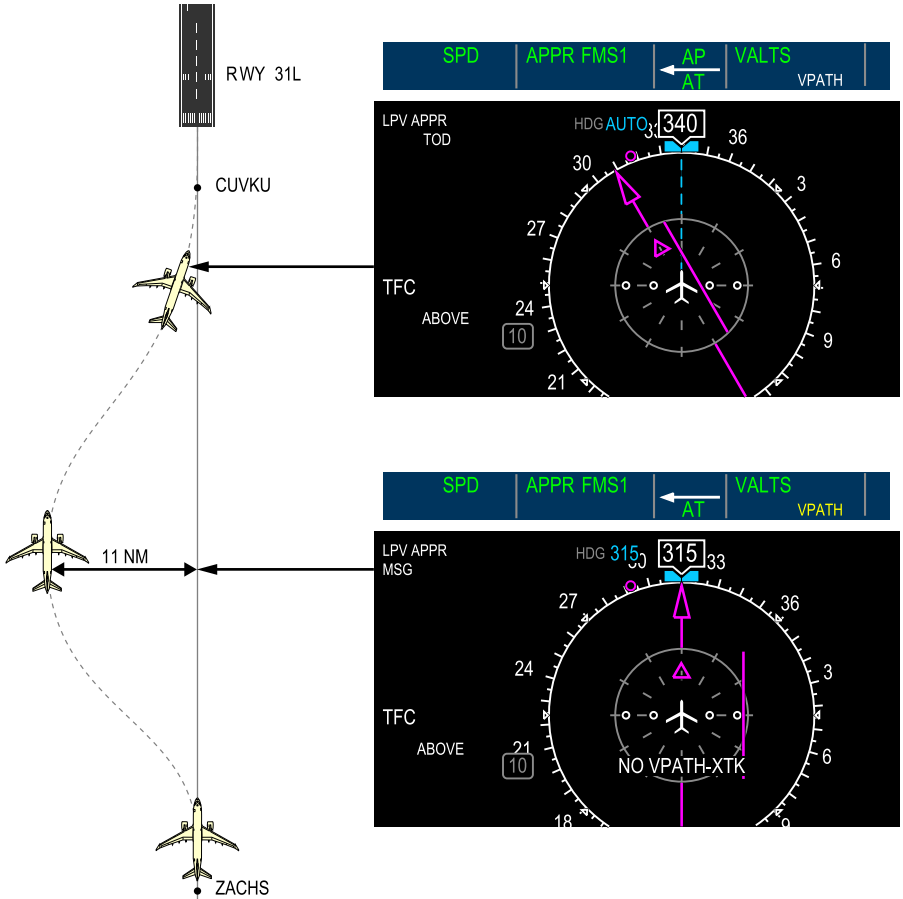 RWY 31L
CUVKU
11 NM
ZACHS
SPD APPR FMS1 AP VALTS
AT VPATH
LPV APPR
TOD
HDG AUTO 33 340 36
30 3
27 6
TFC
24
ABOVE
10 9
21
SPD APPR FMS1 VALTS
AT VPATH
LPV APPR
MSG
HDG 315 30 315 33
27 36
24 3
TFC
ABOVE 21 6
10 NO VPATH-XTK
18 9